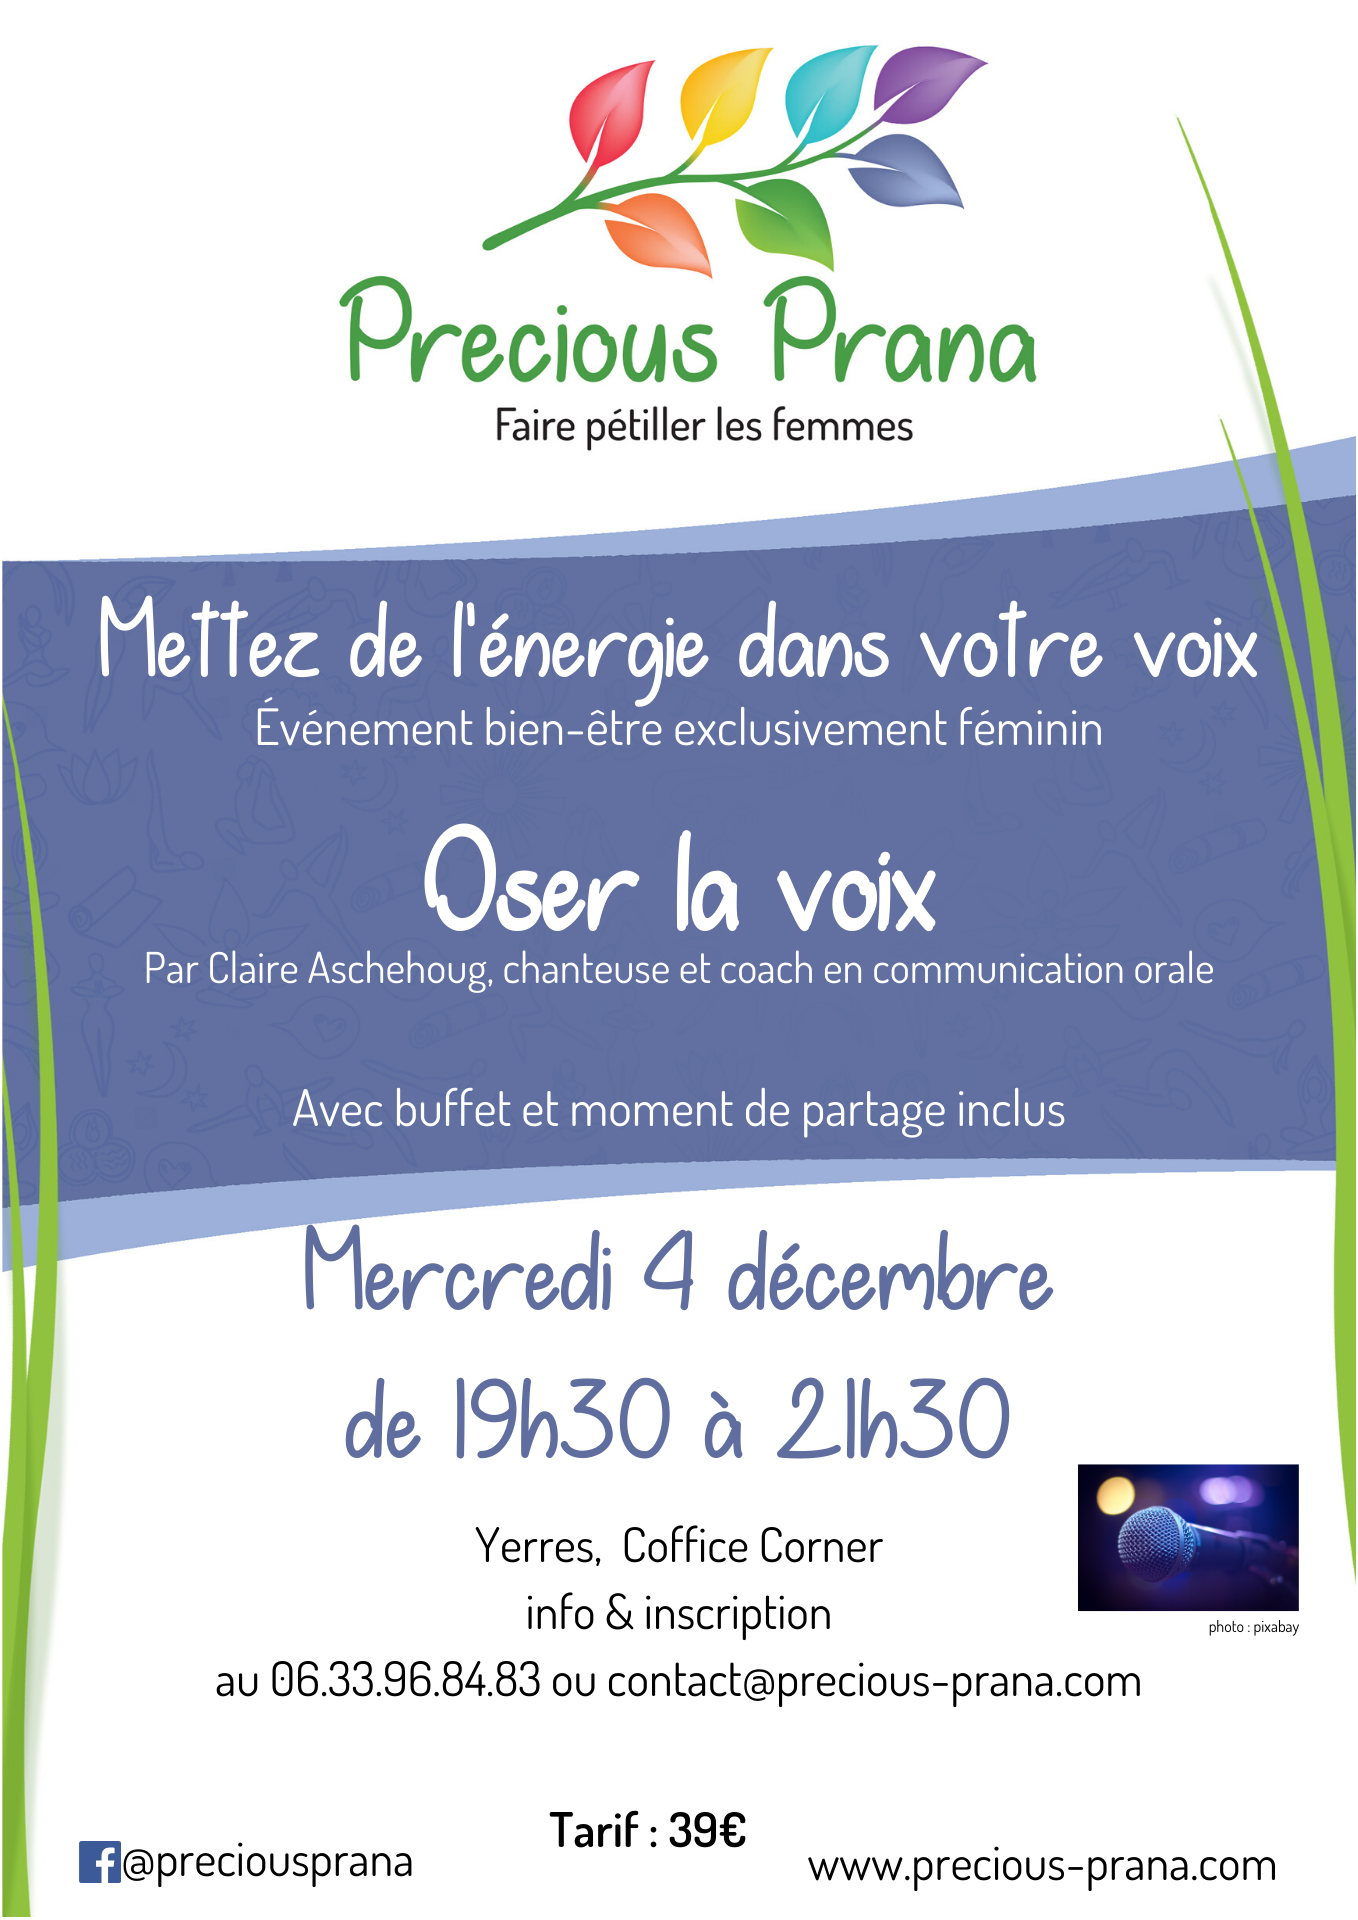 Precious Prana
Faire pétiller les femmes
Mettez de l'énergie dans votre voix
Événement bien-être exclusivement féminin
Oser la voix
Par Claire Aschehoug, chanteuse et coach en communication orale
Avec buffet et moment de partage inclus
Mercredi 4 décembre
de 19h30 à 21h30
Yerres, Coffice Corner
info & inscription
au 06.33.96.84.83 ou contact@precious-prana.com
photo : pixabay
Tarif : 39€
@preciousprana
www.precious-prana.com